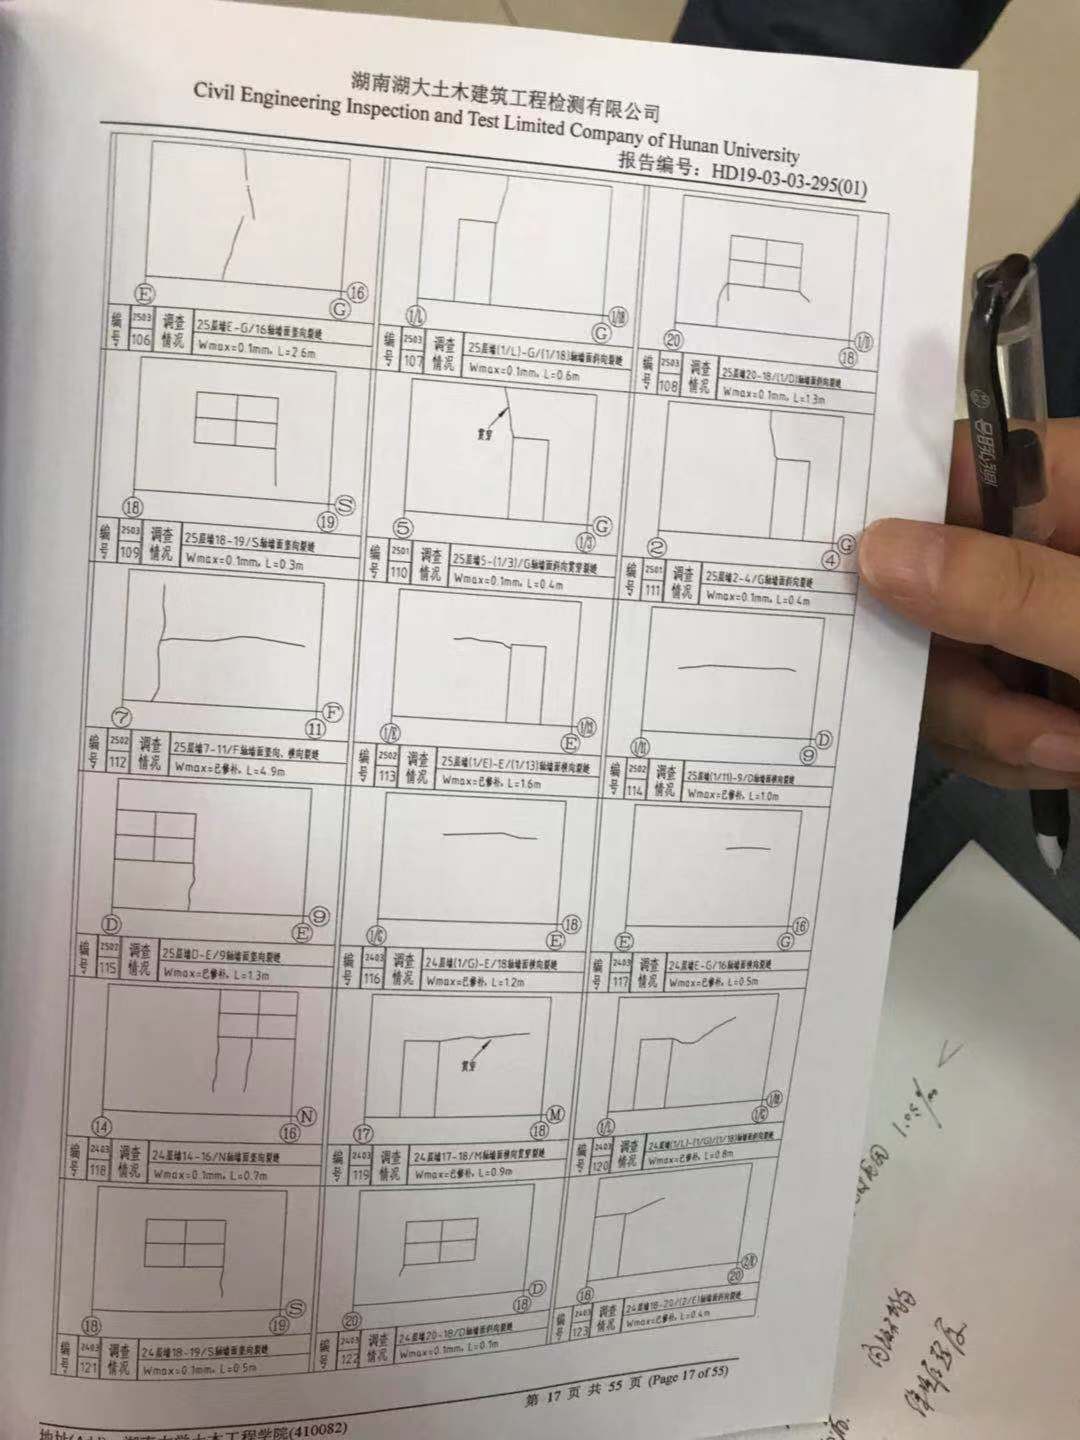 湖南湖大土木建筑工程检测有限公司
Civil Engineering Inspection and Test Limited Company of Hunan University
报告编号：HD19-03-03-295(01)
E G 16
编号 2503 106 调查情况 25层墙E-G/16轴墙面竖向裂缝
Wmax=0.1mm，L=2.6m
1/L G 1/18
编号 2503 107 调查情况 25层墙(1/L)-G/(1/18)轴墙面斜向裂缝
Wmax=0.1mm，L=0.6m
20 18 1/D
编号 2503 108 调查情况 25层墙20-18/(1/D)轴墙面斜向裂缝
Wmax=0.1mm，L=1.3m
18 19 S
编号 2503 109 调查情况 25层墙18-19/S轴墙面竖向裂缝
Wmax=0.1mm，L=0.3m
贯穿
5 1/3 G
编号 2501 110 调查情况 25层墙5-(1/3)/G轴墙面斜向贯穿裂缝
Wmax=0.1mm，L=0.4m
2 4 G
编号 2501 111 调查情况 25层墙2-4/G轴墙面斜向裂缝
Wmax=0.1mm，L=0.4m
7 11 F
编号 2502 112 调查情况 25层墙7-11/F轴墙面竖向、横向裂缝
Wmax=已修补，L=4.9m
1/E E 1/13
编号 2502 113 调查情况 25层墙(1/E)-E/(1/13)轴墙面横向裂缝
Wmax=已修补，L=1.6m
1/11 9 D
编号 2502 114 调查情况 25层墙(1/11)-9/D轴墙面横向裂缝
Wmax=已修补，L=1.0m
D E 9
编号 2502 115 调查情况 25层墙D-E/9轴墙面竖向裂缝
Wmax=已修补，L=1.3m
1/G E 18
编号 2403 116 调查情况 24层墙(1/G)-E/18轴墙面横向裂缝
Wmax=已修补，L=1.2m
E G 16
编号 2403 117 调查情况 24层墙E-G/16轴墙面横向裂缝
Wmax=已修补，L=0.5m
14 16 N
编号 2403 118 调查情况 24层墙14-16/N轴墙面竖向裂缝
Wmax=0.1mm，L=0.7m
贯穿
17 18 M
编号 2403 119 调查情况 24层墙17-18/M轴墙面横向贯穿裂缝
Wmax=已修补，L=0.9m
1/L 1/G 1/18
编号 2403 120 调查情况 24层墙(1/L)-(1/G)/(1/18)轴墙面斜向裂缝
Wmax=已修补，L=0.8m
18 19 S
编号 2403 121 调查情况 24层墙18-19/S轴墙面竖向裂缝
Wmax=0.1mm，L=0.5m
20 18 D
编号 2403 122 调查情况 24层墙20-18/D轴墙面斜向裂缝
Wmax=0.1mm，L=0.1m
18 20 2/E
编号 2403 123 调查情况 24层墙18-20/(2/E)轴墙面斜向裂缝
Wmax=已修补，L=0.4m
第 17 页 共 55 页 (Page 17 of 55)
湖南大学土木工程学院(410082)